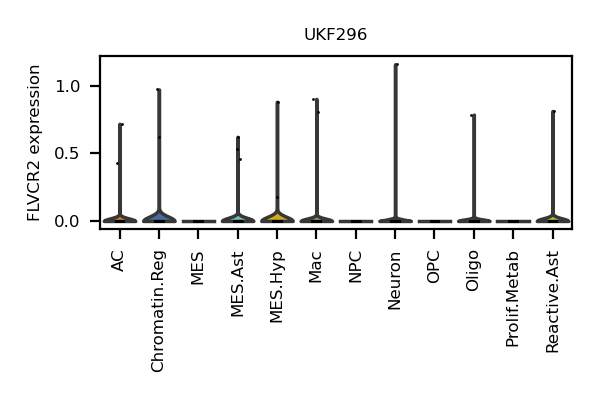 UKF296
FLVCR2 expression
1.0
0.5
0.0
AC
Chromatin.Reg
MES
MES.Ast
MES.Hyp
Mac
NPC
Neuron
OPC
Oligo
Prolif.Metab
Reactive.Ast